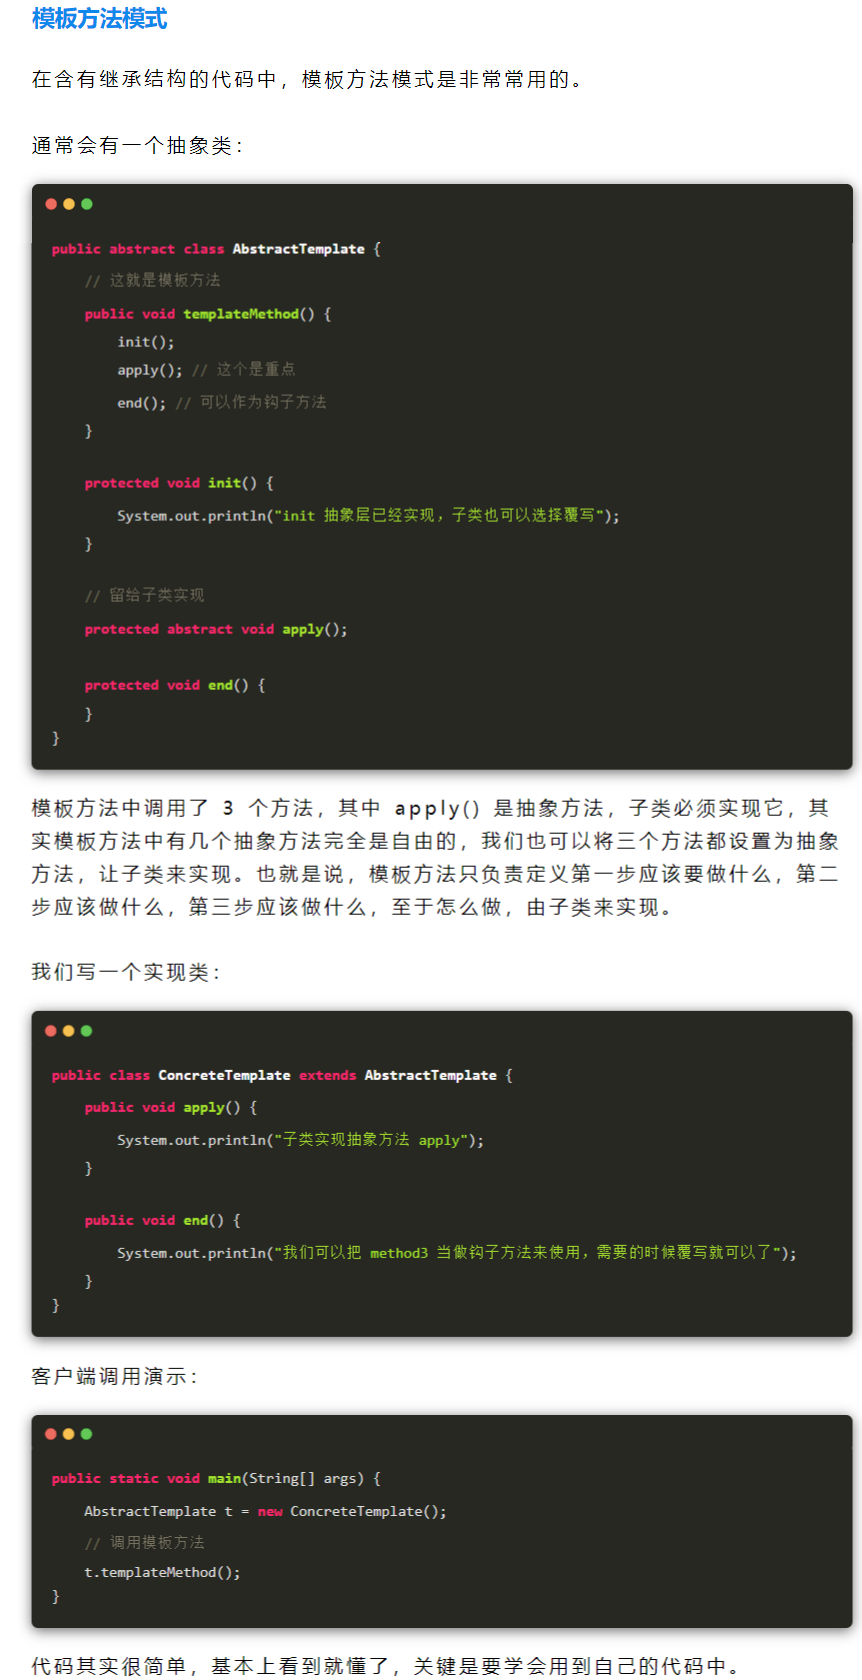 模板方法模式
在含有继承结构的代码中，模板方法模式是非常常用的。
通常会有一个抽象类：
public abstract class AbstractTemplate {
    // 这就是模板方法
    public void templateMethod() {
        init();
        apply(); // 这个是重点
        end(); // 可以作为钩子方法
    }
    protected void init() {
        System.out.println("init 抽象层已经实现，子类也可以选择覆写");
    }
    // 留给子类实现
    protected abstract void apply();
    protected void end() {
    }
}
模板方法中调用了 3 个方法，其中 apply() 是抽象方法，子类必须实现它，其
实模板方法中有几个抽象方法完全是自由的，我们也可以将三个方法都设置为抽象
方法，让子类来实现。也就是说，模板方法只负责定义第一步应该要做什么，第二
步应该做什么，第三步应该做什么，至于怎么做，由子类来实现。
我们写一个实现类：
public class ConcreteTemplate extends AbstractTemplate {
    public void apply() {
        System.out.println("子类实现抽象方法 apply");
    }
    public void end() {
        System.out.println("我们可以把 method3 当做钩子方法来使用，需要的时候覆写就可以了");
    }
}
客户端调用演示：
public static void main(String[] args) {
    AbstractTemplate t = new ConcreteTemplate();
    // 调用模板方法
    t.templateMethod();
}
代码其实很简单，基本上看到就懂了，关键是要学会用到自己的代码中。